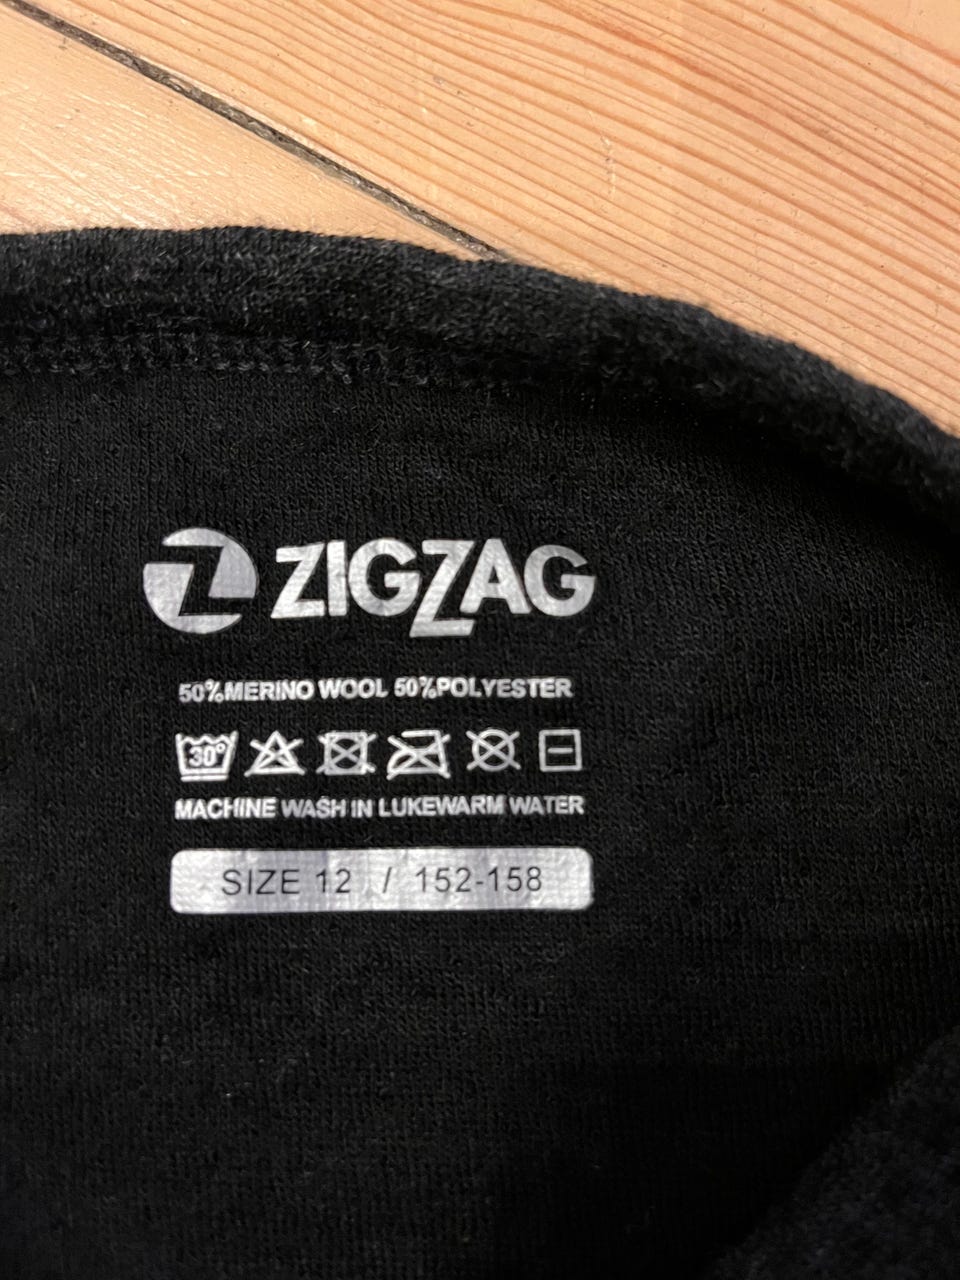 ZIGZAG
50%MERINO WOOL 50%POLYESTER
30°
MACHINE WASH IN LUKEWARM WATER
SIZE 12 / 152-158